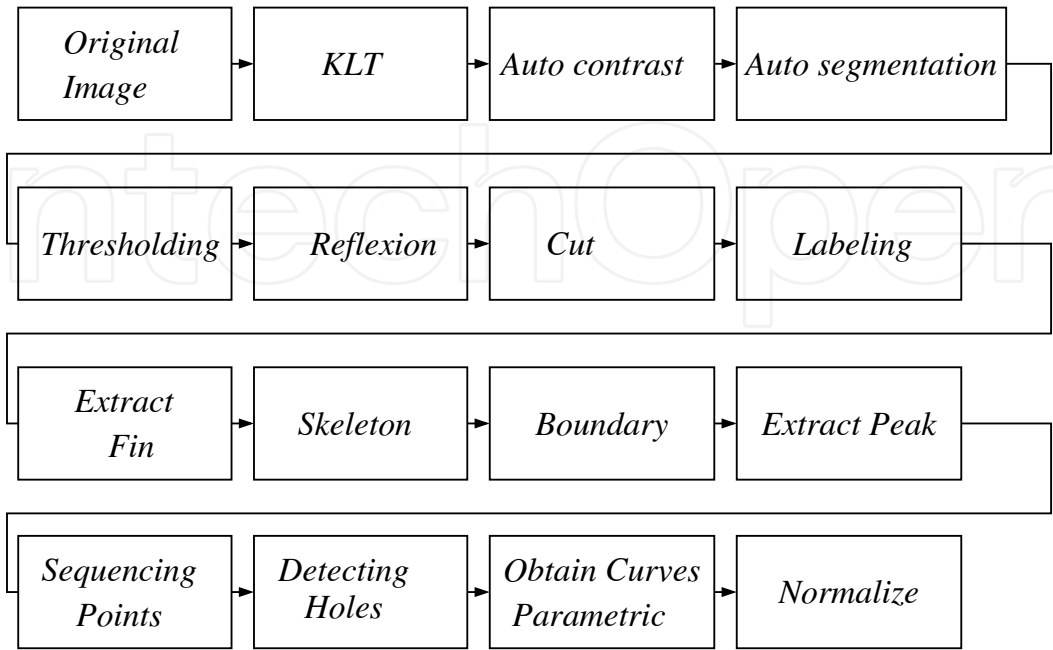 Original
Image
KLT
Auto contrast
Auto segmentation
Thresholding
Reflexion
Cut
Labeling
Extract
Fin
Skeleton
Boundary
Extract Peak
Sequencing
Points
Detecting
Holes
Obtain Curves
Parametric
Normalize
ntechOpen